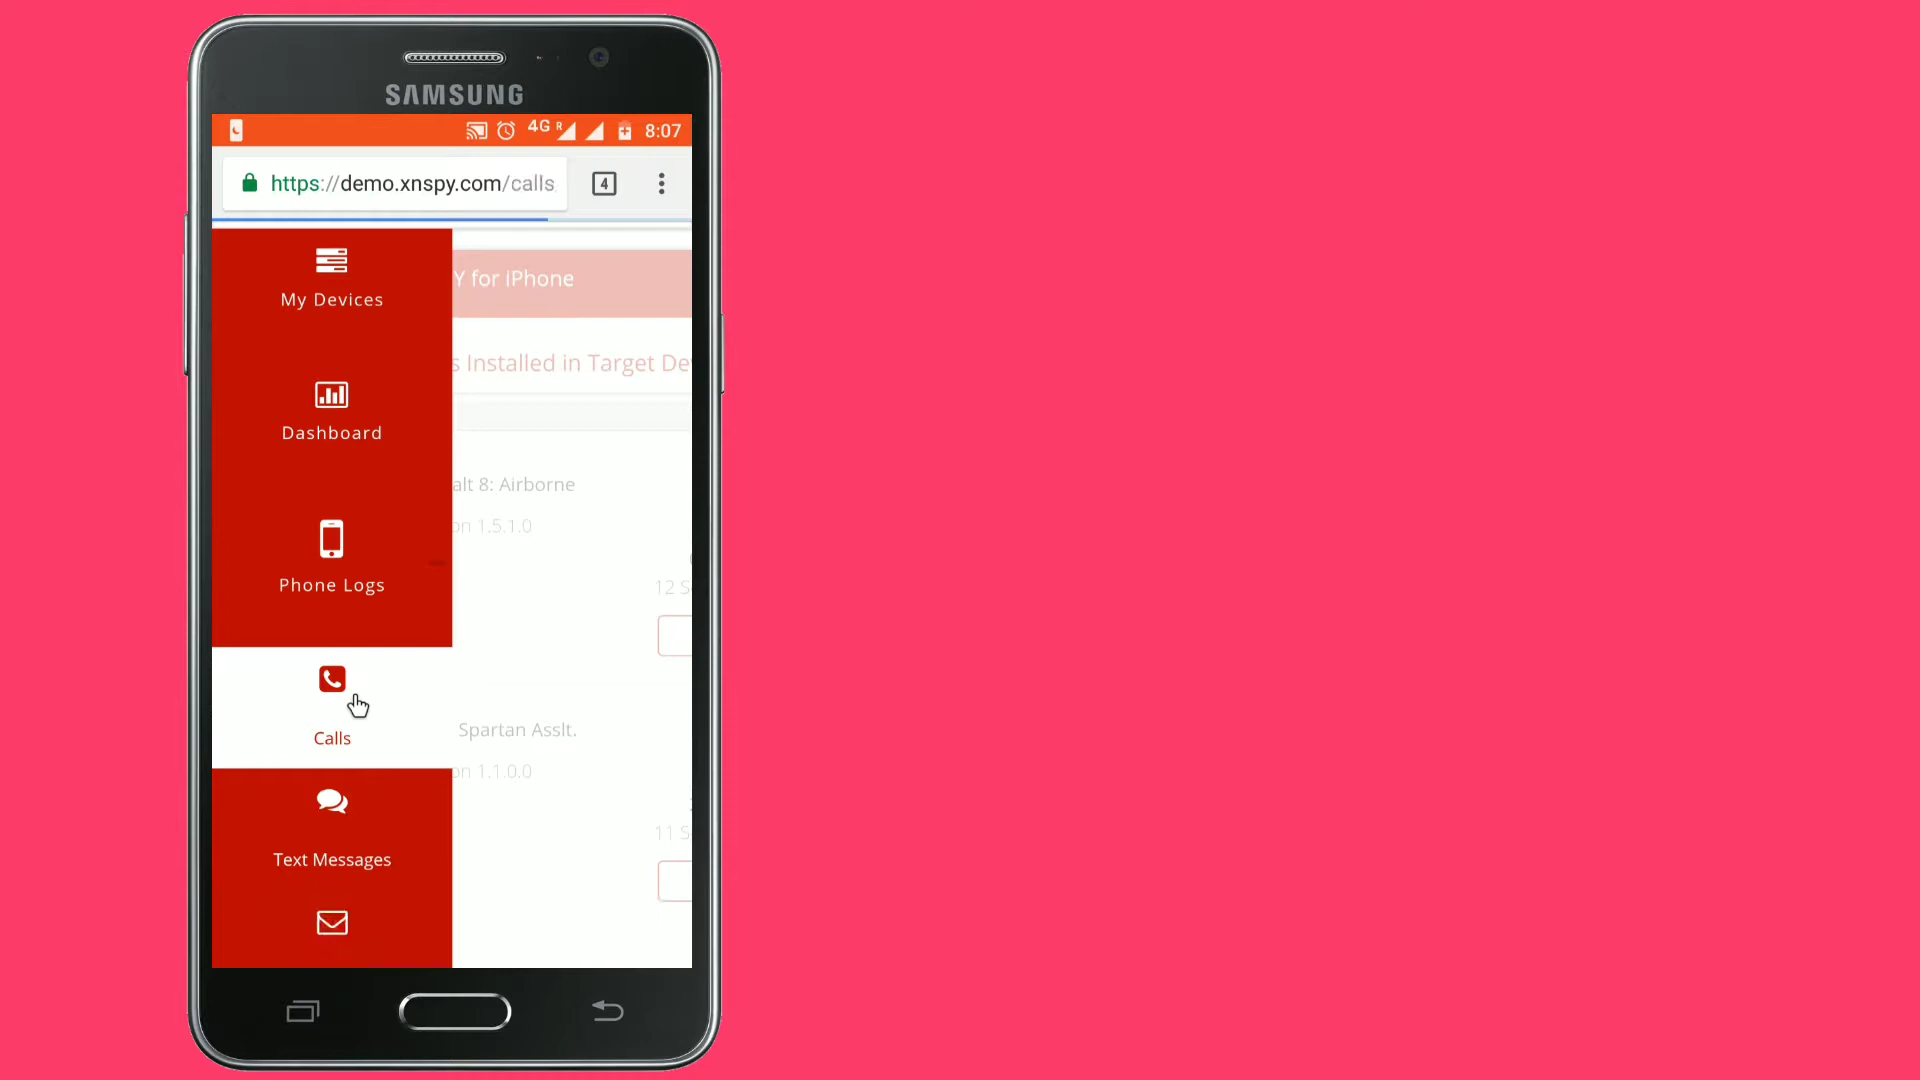 SAMSUNG
4G R 8:07
https://demo.xnspy.com/calls 4
My Devices
Y for iPhone
s Installed in Target De
Dashboard
alt 8: Airborne
on 1.5.1.0
Phone Logs
12 S
Calls
Spartan Asslt.
on 1.1.0.0
11 S
Text Messages